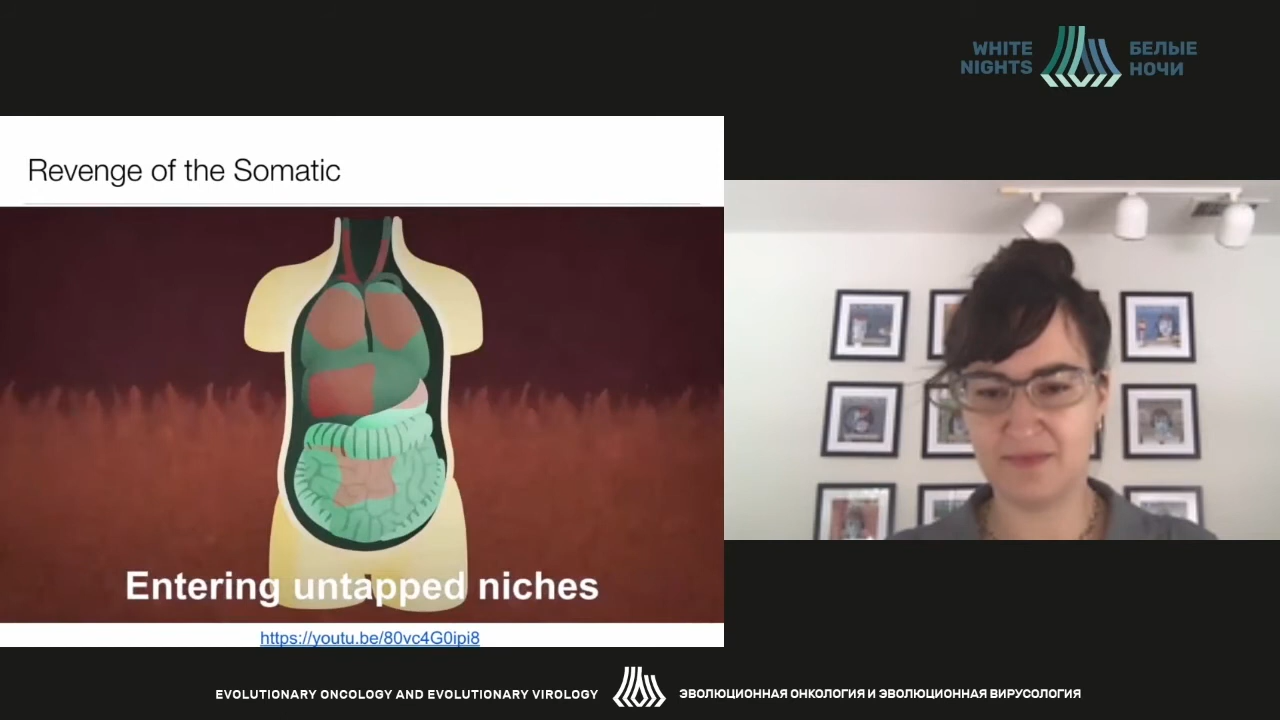 WHITE
NIGHTS
БЕЛЫЕ
НОЧИ
Revenge of the Somatic
Entering untapped niches
https://youtu.be/80vc4G0ipi8
EVOLUTIONARY ONCOLOGY AND EVOLUTIONARY VIROLOGY
ЭВОЛЮЦИОННАЯ ОНКОЛОГИЯ И ЭВОЛЮЦИОННАЯ ВИРУСОЛОГИЯ